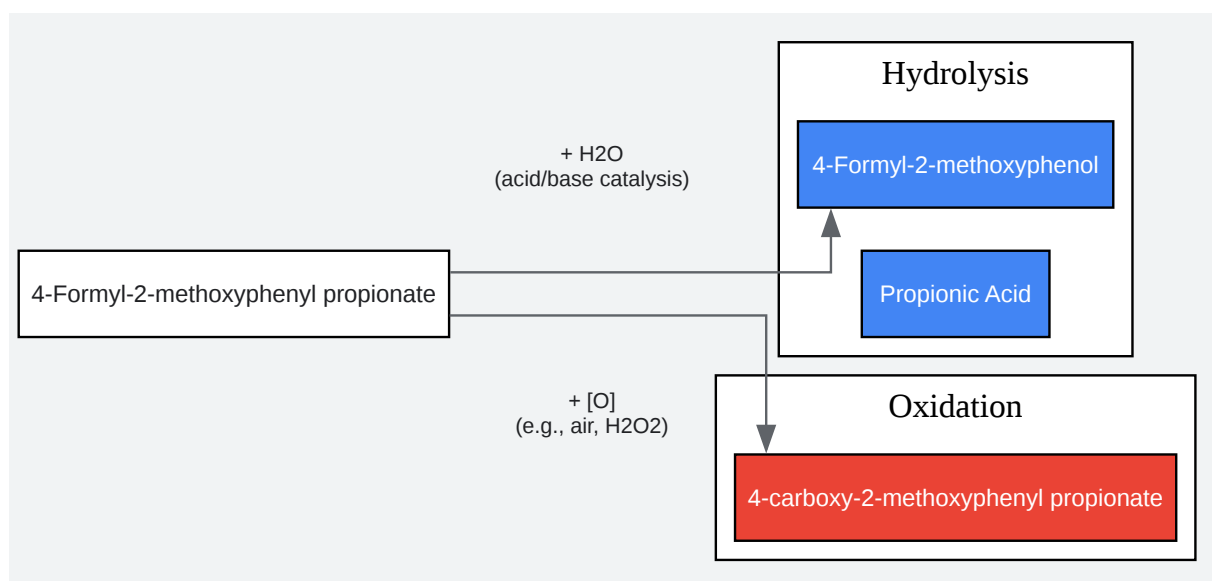 Hydrolysis
+ H2O
(acid/base catalysis)
4-Formyl-2-methoxyphenol
4-Formyl-2-methoxyphenyl propionate
Propionic Acid
+ [O]
(e.g., air, H2O2)
Oxidation
4-carboxy-2-methoxyphenyl propionate